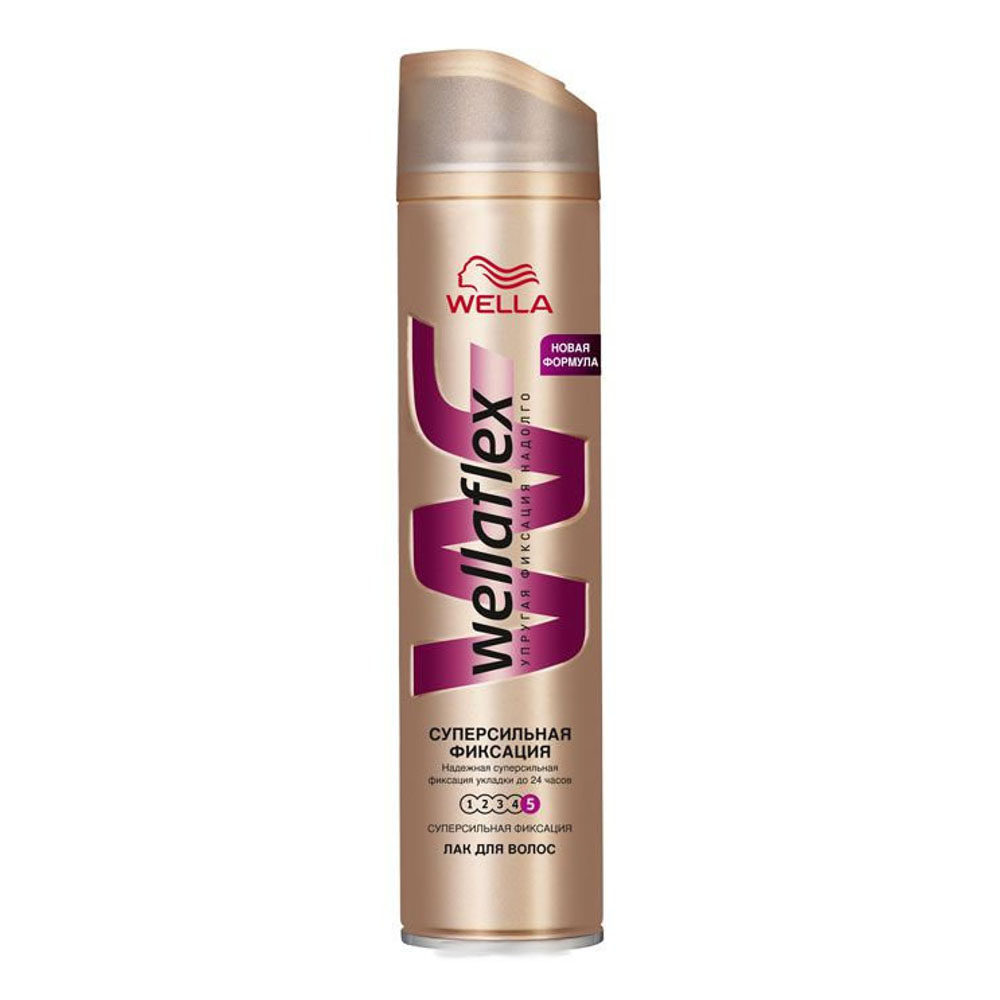 WELLA
НОВАЯ
ФОРМУЛА
wellaflex
УПРУГАЯ ФИКСАЦИЯ НАДОЛГО
СУПЕРСИЛЬНАЯ
ФИКСАЦИЯ
Надежная суперсильная
фиксация укладки до 24 часов
1 2 3 4 5
СУПЕРСИЛЬНАЯ ФИКСАЦИЯ
ЛАК ДЛЯ ВОЛОС